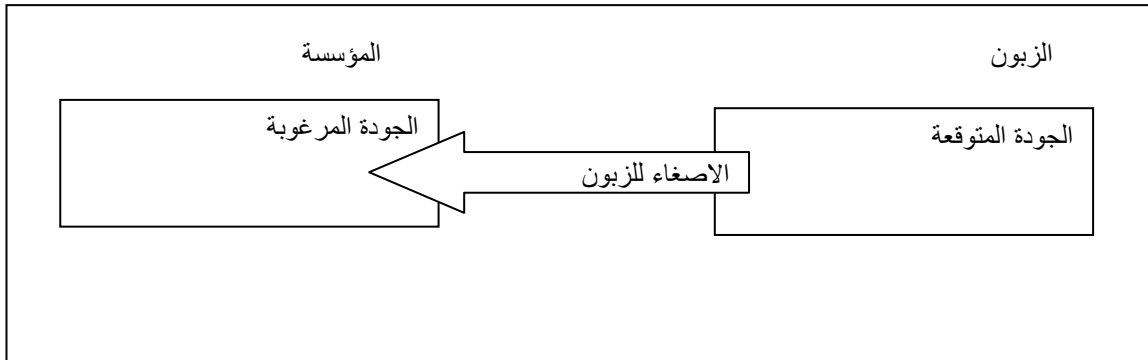 الزبون
المؤسسة
الجودة المتوقعة
الاصغاء للزبون
الجودة المرغوبة